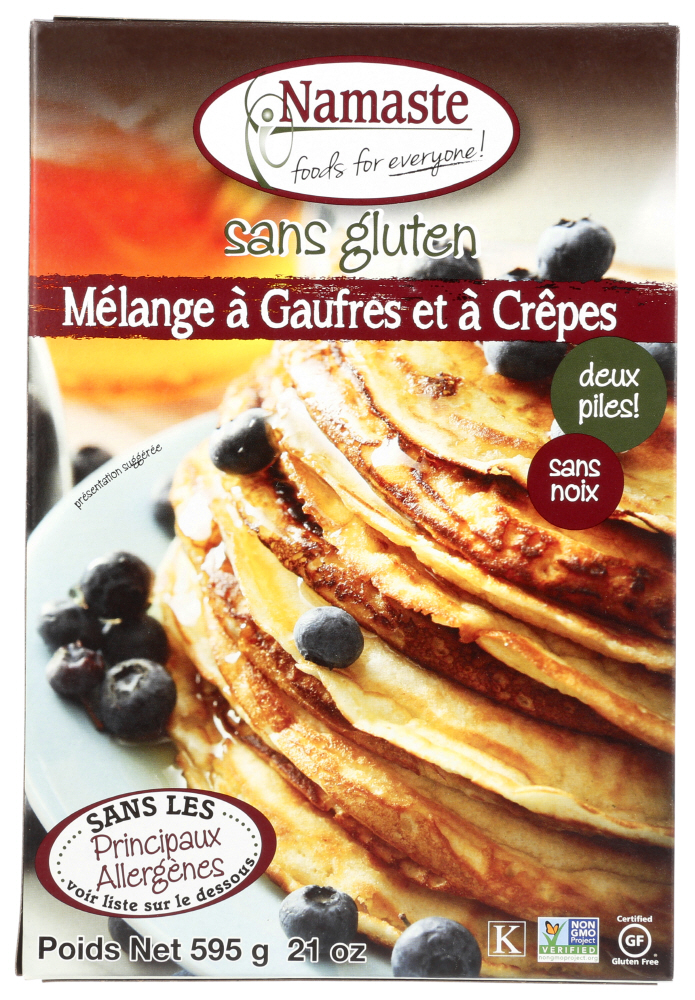 Namaste
foods for everyone!
sans gluten
Mélange à Gaufres et à Crêpes
deux
piles!
sans
noix
présentation suggérée
SANS LES
Principaux
Allergènes
voir liste sur le dessous
Poids Net 595 g 21 oz
K
NON
GMO
Project
VERIFIED
nongmoproject.org
Certified
GF
Gluten Free